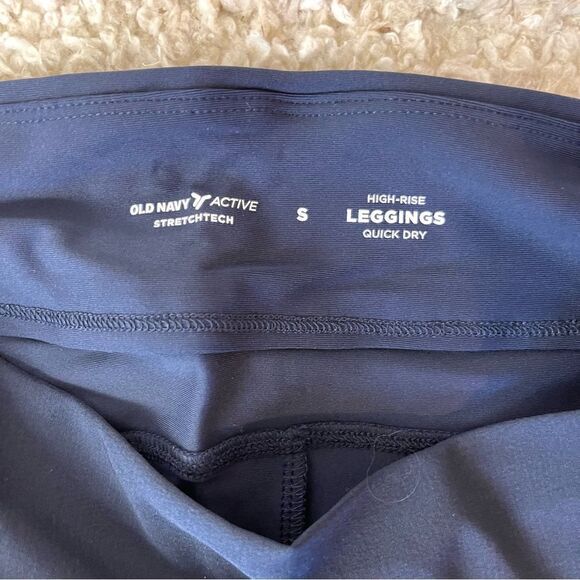 OLD NAVY ACTIVE
STRETCHTECH
S
HIGH-RISE
LEGGINGS
QUICK DRY